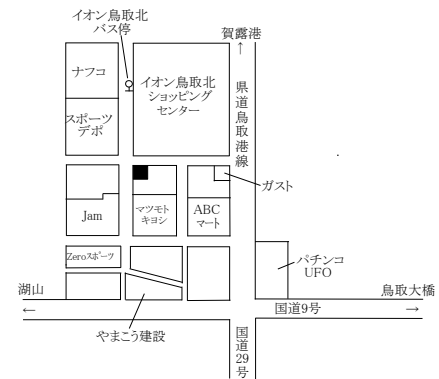 イオン鳥取北
バス停
賀露港
↑
ナフコ
イオン鳥取北
ショッピング
センター
県道鳥取港線
スポーツ
デポ
ガスト
Jam
マツモト
キヨシ
ABC
マート
Zeroスポーツ
パチンコ
UFO
湖山
←
鳥取大橋
→
国道9号
やまこう建設
国道29号